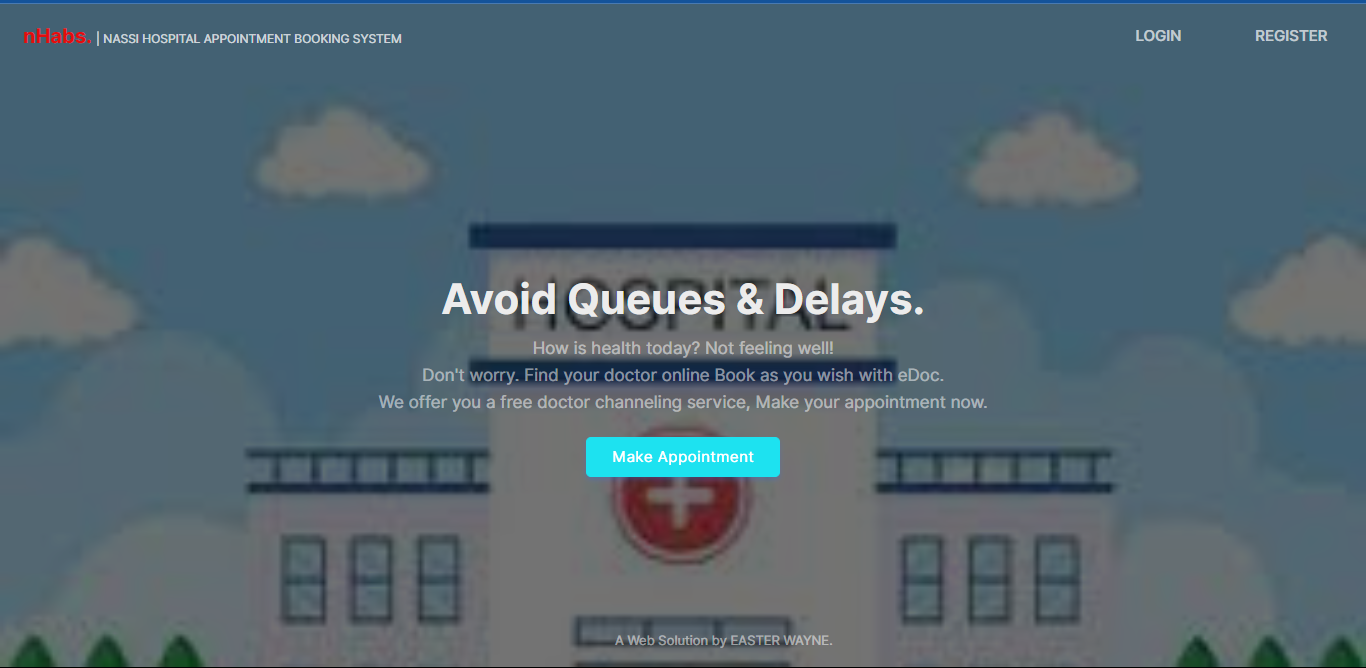 nHabs. | NASSI HOSPITAL APPOINTMENT BOOKING SYSTEM
LOGIN
REGISTER
HOSPITAL
Avoid Queues & Delays.
How is health today? Not feeling well!
Don't worry. Find your doctor online Book as you wish with eDoc.
We offer you a free doctor channeling service, Make your appointment now.
Make Appointment
A Web Solution by EASTER WAYNE.